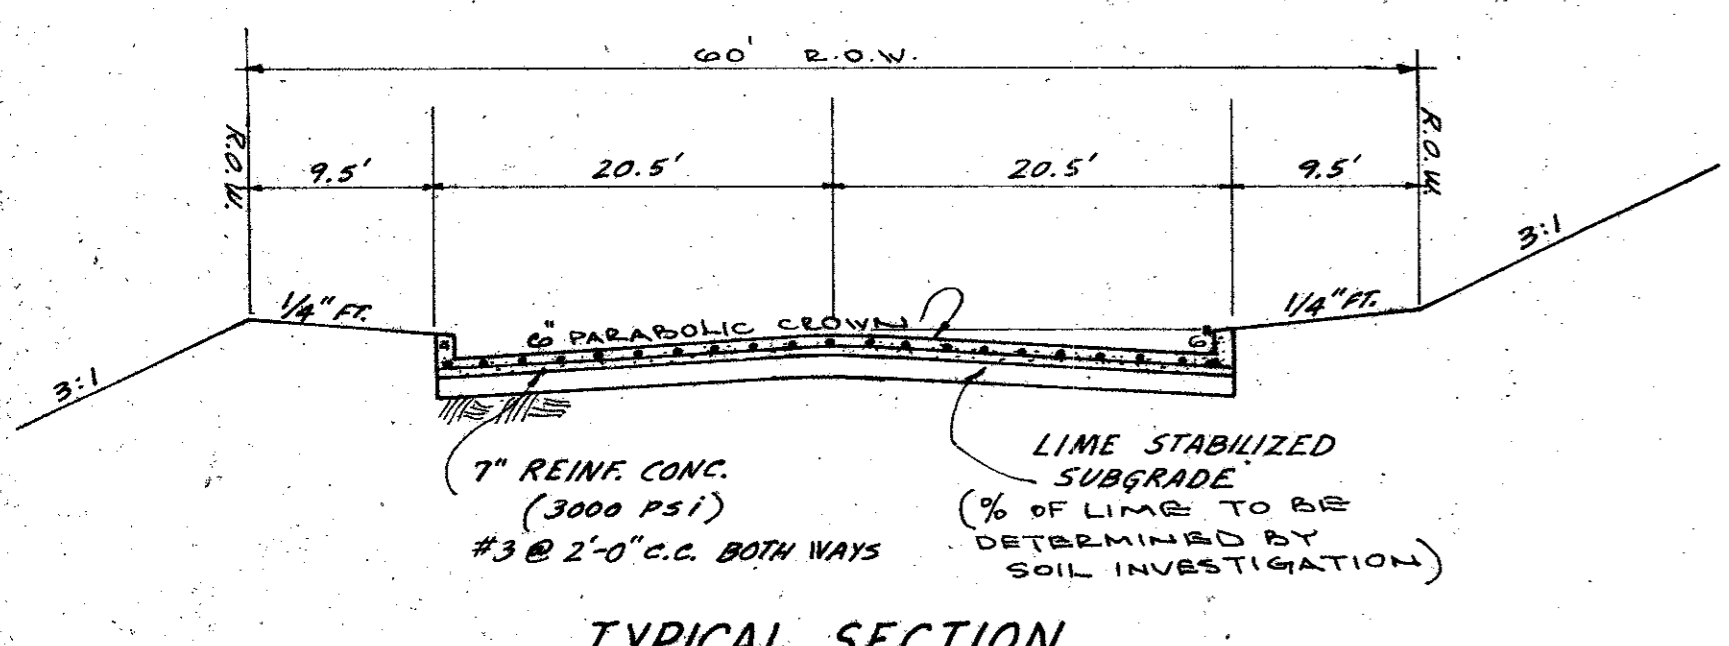 60' R.O.W.
R.O.W.
9.5'
20.5'
20.5'
9.5'
R.O.W.
3:1
1/4" FT.
6" PARABOLIC CROWN
6"
1/4" FT.
3:1
7" REINF. CONC.
(3000 PSi)
#3 @ 2'-0" C.C. BOTH WAYS
LIME STABILIZED
SUBGRADE
(% OF LIME TO BE
DETERMINED BY
SOIL INVESTIGATION)
TYPICAL SECTION